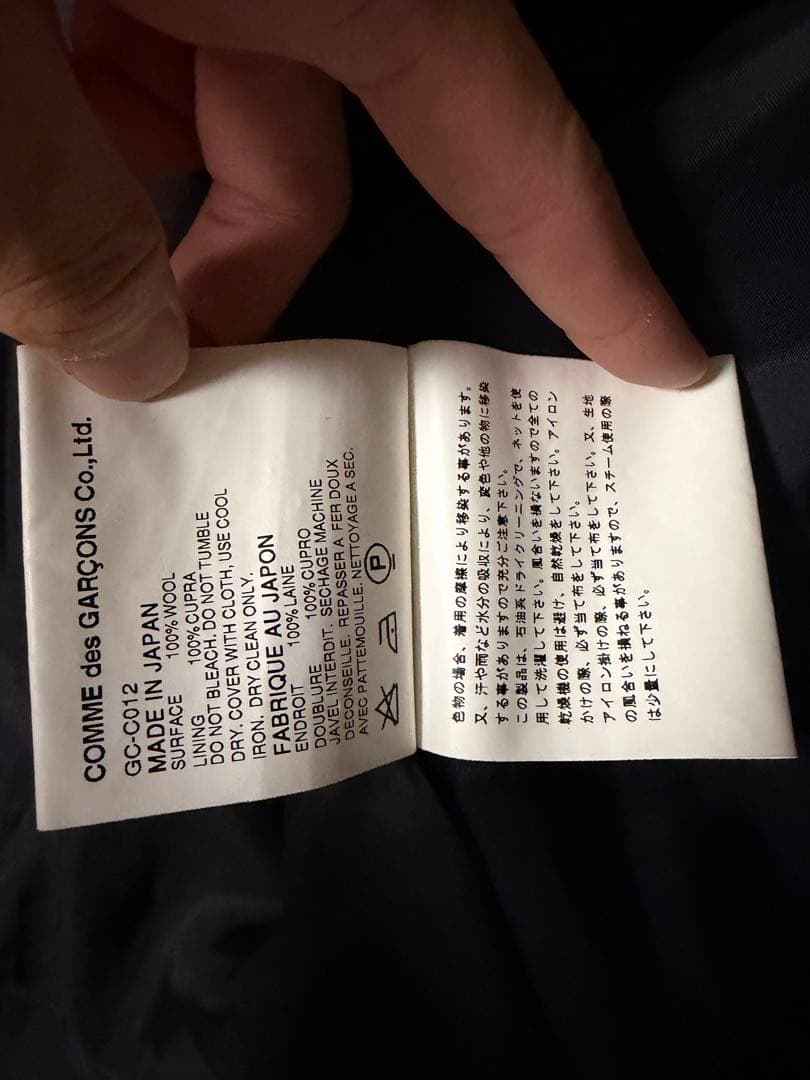 COMME des GARÇONS Co.,Ltd.
GC-C012
MADE IN JAPAN
SURFACE 100%WOOL
LINING 100%CUPRA
DO NOT BLEACH. DO NOT TUMBLE
DRY. COVER WITH CLOTH, USE COOL
IRON. DRY CLEAN ONLY.
FABRIQUE AU JAPON
ENDROIT 100%LAINE
DOUBLURE 100%CUPRO
JAVEL INTERDIT. SECHAGE MACHINE
DECONSEILLE. REPASSER A FER DOUX
AVEC PATTEMOUILLE. NETTOYAGE A SEC.
P
色物の場合、着用の摩擦により移染する事があります。
又、汗や雨など水分の吸収により、変色や他の物に移染
する事がありますので充分ご注意下さい。
この製品は、石油系ドライクリーニングで、ネットを使
用して洗濯して下さい。風合いを損ないますので全ての
乾燥機の使用は避け、自然乾燥をして下さい。アイロン
かけの際、必ず当て布をして下さい。
アイロン掛けの際、必ず当て布をして下さい。又、生地
の風合いを損ねる事がありますので、スチーム使用の際
は少量にして下さい。